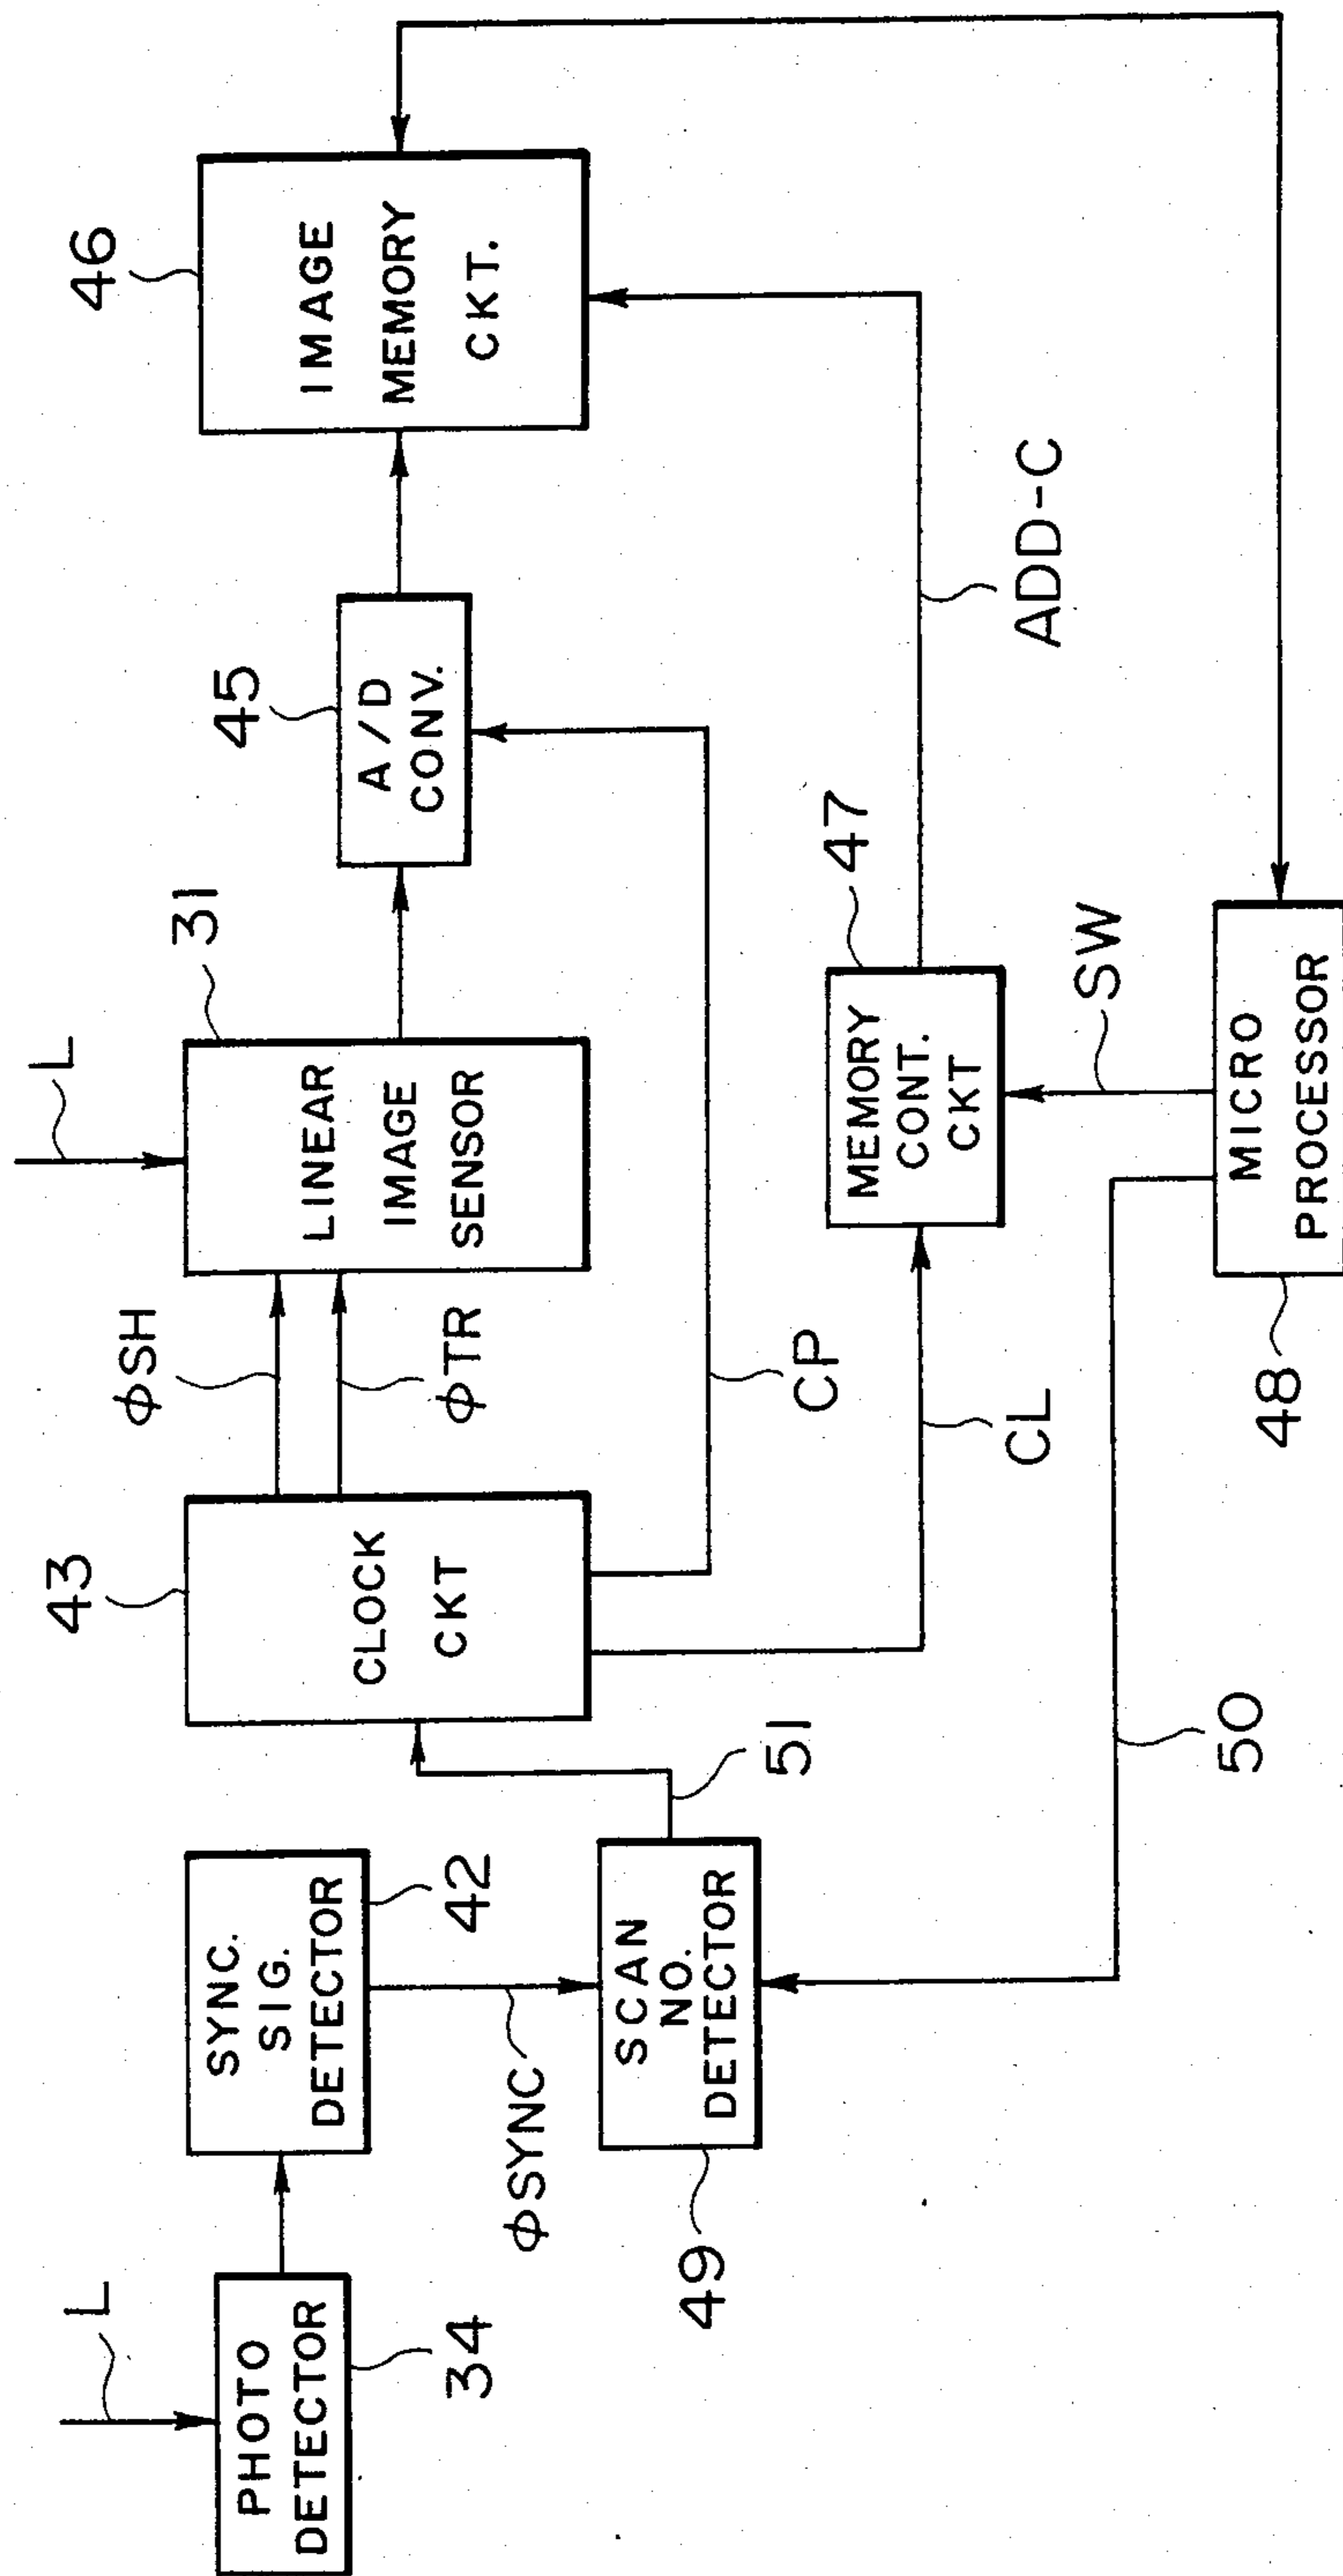 L
PHOTO
DETECTOR
34
SYNC.
SIG.
DETECTOR
42
φSYNC
SCAN
NO.
DETECTOR
49
51
43
CLOCK
CKT
φSH
φTR
L
31
LINEAR
IMAGE
SENSOR
45
A/D
CONV.
46
IMAGE
MEMORY
CKT.
CP
CL
47
MEMORY
CONT.
CKT
ADD-C
SW
MICRO
PROCESSOR
48
50